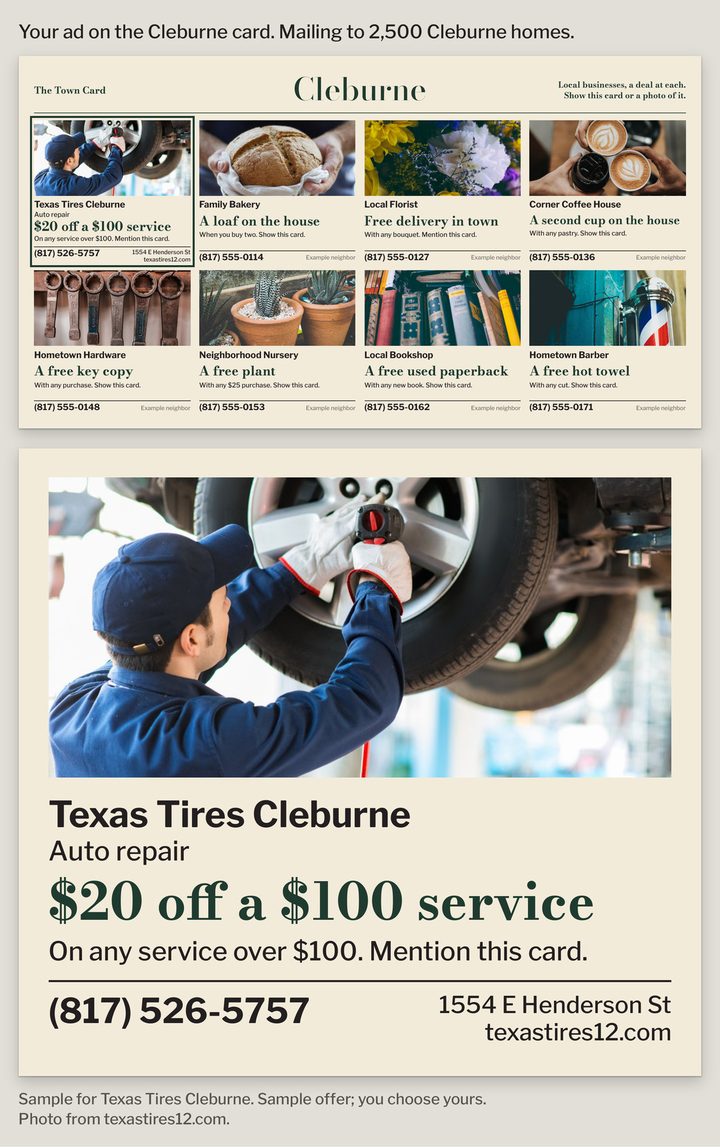 Your ad on the Cleburne card. Mailing to 2,500 Cleburne homes.
The Town Card
Cleburne
Local businesses, a deal at each.
Show this card or a photo of it.
Texas Tires Cleburne
Auto repair
$20 off a $100 service
On any service over $100. Mention this card.
(817) 526-5757
1554 E Henderson St
texastires12.com
Family Bakery
A loaf on the house
When you buy two. Show this card.
(817) 555-0114
Example neighbor
Local Florist
Free delivery in town
With any bouquet. Mention this card.
(817) 555-0127
Example neighbor
Corner Coffee House
A second cup on the house
With any pastry. Show this card.
(817) 555-0136
Example neighbor
Hometown Hardware
A free key copy
With any purchase. Show this card.
(817) 555-0148
Example neighbor
Neighborhood Nursery
A free plant
With any $25 purchase. Show this card.
(817) 555-0153
Example neighbor
Local Bookshop
A free used paperback
With any new book. Show this card.
(817) 555-0162
Example neighbor
Hometown Barber
A free hot towel
With any cut. Show this card.
(817) 555-0171
Example neighbor
Texas Tires Cleburne
Auto repair
$20 off a $100 service
On any service over $100. Mention this card.
(817) 526-5757
1554 E Henderson St
texastires12.com
Sample for Texas Tires Cleburne. Sample offer; you choose yours.
Photo from texastires12.com.